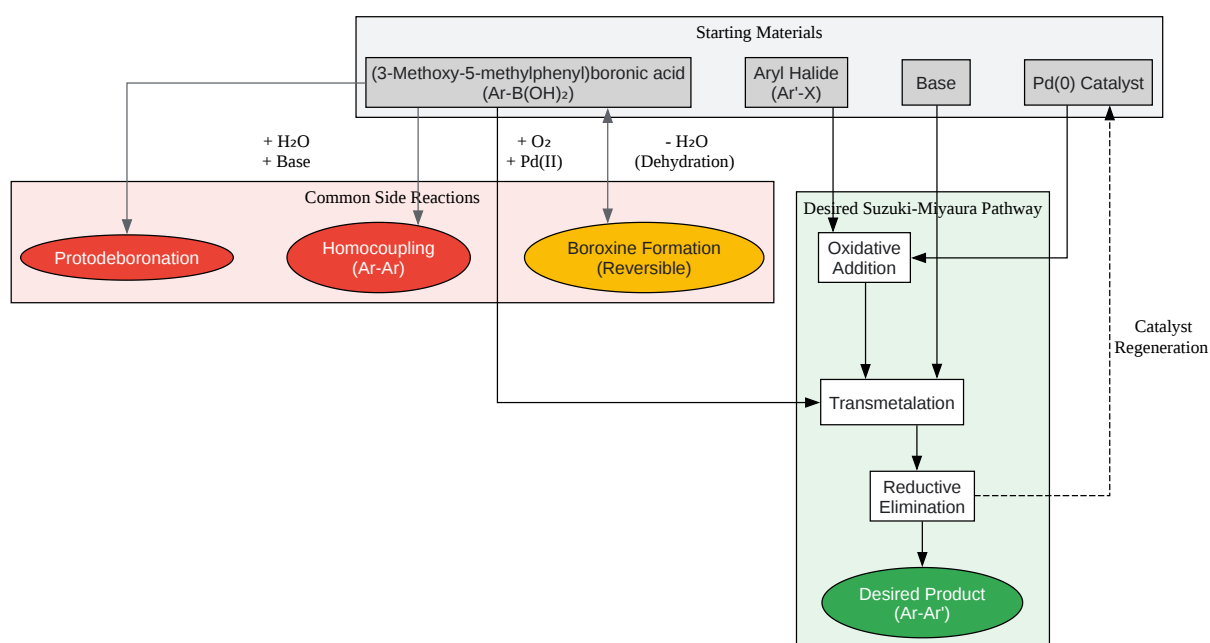 Starting Materials
(3-Methoxy-5-methylphenyl)boronic acid
(Ar-B(OH)₂)
Aryl Halide
(Ar'-X)
Base
Pd(0) Catalyst
+ H₂O
+ Base
+ O₂
+ Pd(II)
- H₂O
(Dehydration)
Common Side Reactions
Protodeboronation
Homocoupling
(Ar-Ar)
Boroxine Formation
(Reversible)
Desired Suzuki-Miyaura Pathway
Oxidative
Addition
Catalyst
Regeneration
Transmetalation
Reductive
Elimination
Desired Product
(Ar-Ar')